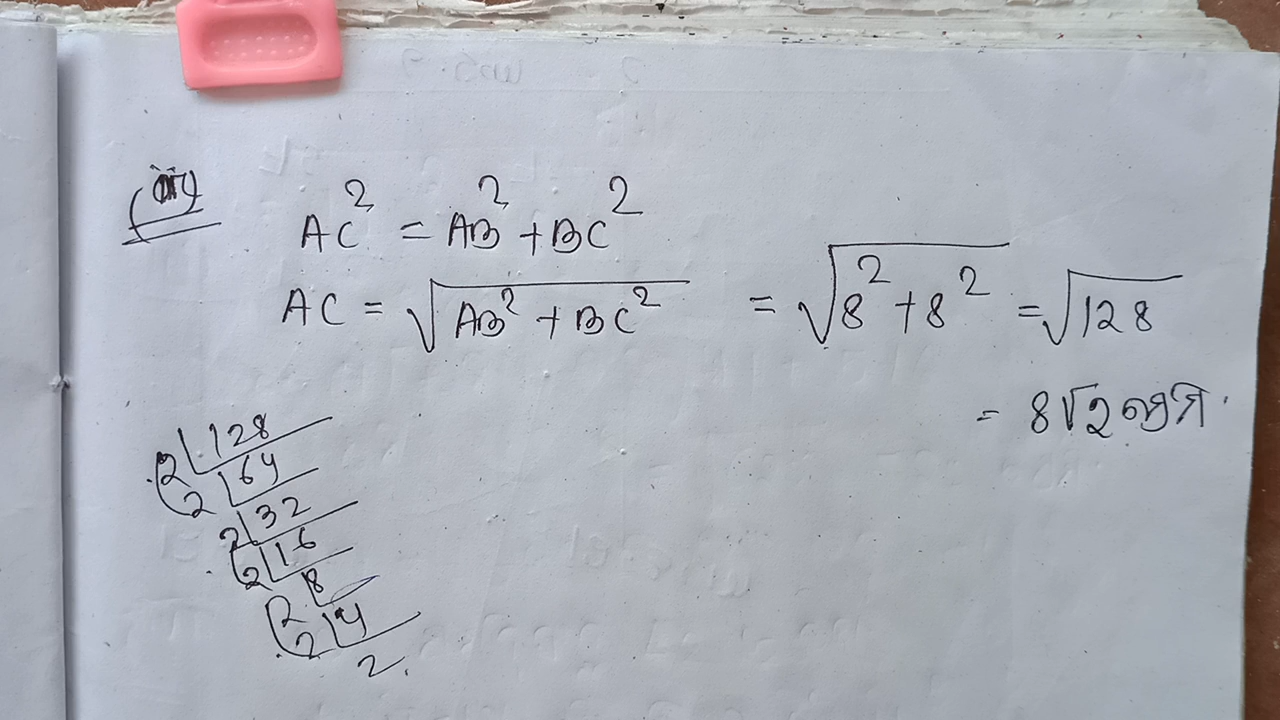 AC² = AB² + BC²
AC = √(AB² + BC²) = √(8² + 8²) = √128
= 8√2
2 | 128
2 | 64
2 | 32
2 | 16
2 | 8
2 | 4
2